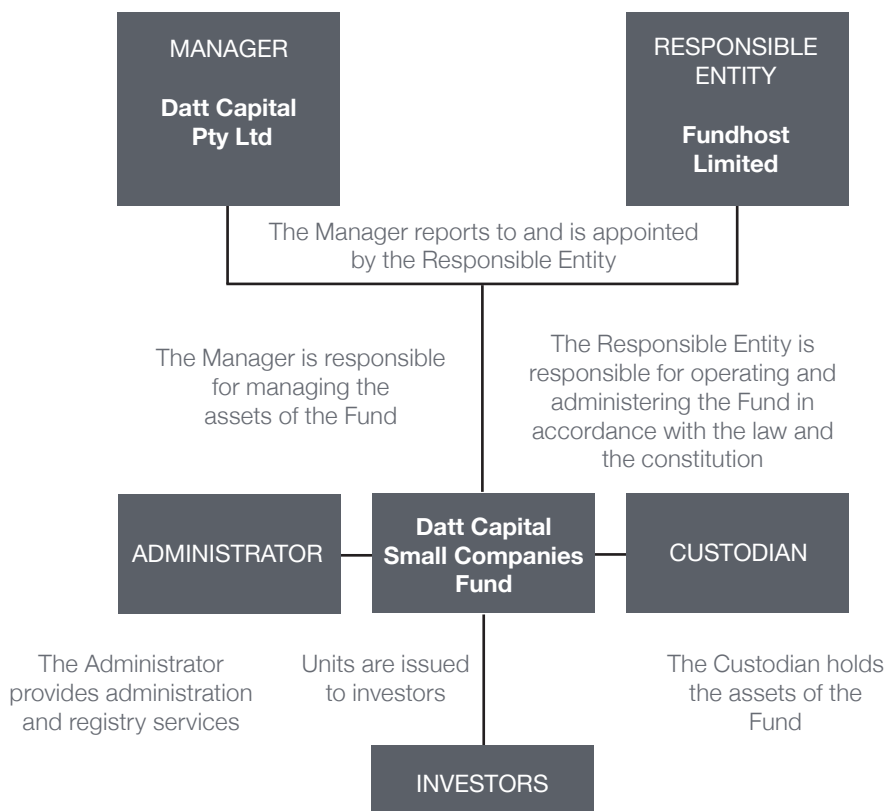 MANAGER
Datt Capital
Pty Ltd
RESPONSIBLE
ENTITY
Fundhost
Limited
The Manager reports to and is appointed
by the Responsible Entity
The Manager is responsible
for managing the
assets of the Fund
The Responsible Entity is
responsible for operating and
administering the Fund in
accordance with the law and
the constitution
ADMINISTRATOR
Datt Capital
Small Companies
Fund
CUSTODIAN
The Administrator
provides administration
and registry services
Units are issued
to investors
The Custodian holds
the assets of the
Fund
INVESTORS